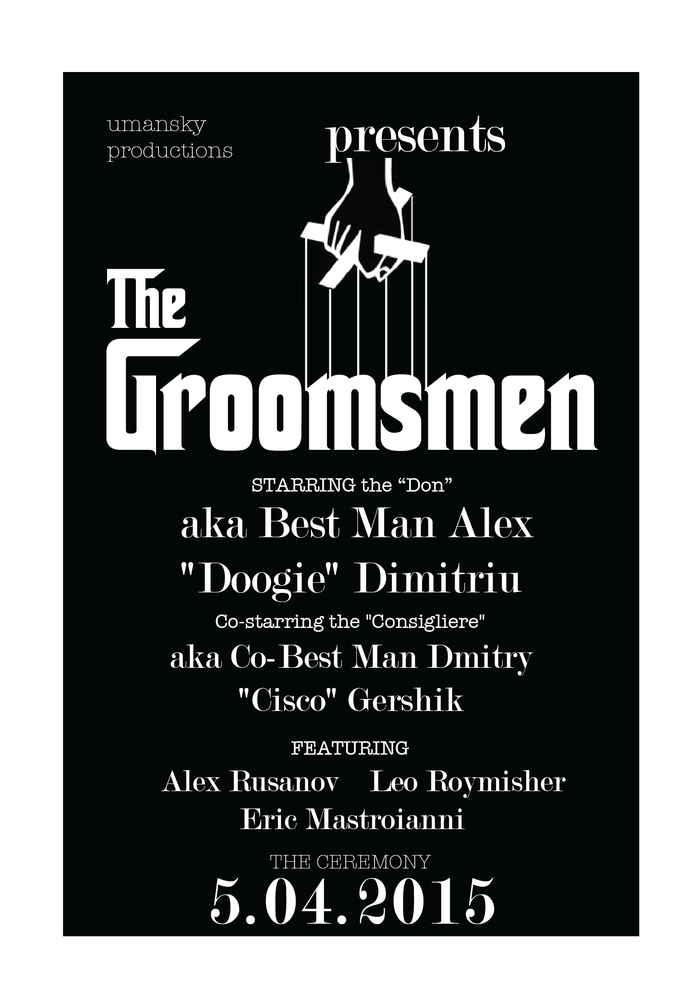 umansky
productions
presents
The
Groomsmen
STARRING the “Don”
aka Best Man Alex
"Doogie" Dimitriu
Co-starring the "Consigliere"
aka Co-Best Man Dmitry
"Cisco" Gershik
FEATURING
Alex Rusanov Leo Roymisher
Eric Mastroianni
THE CEREMONY
5.04.2015